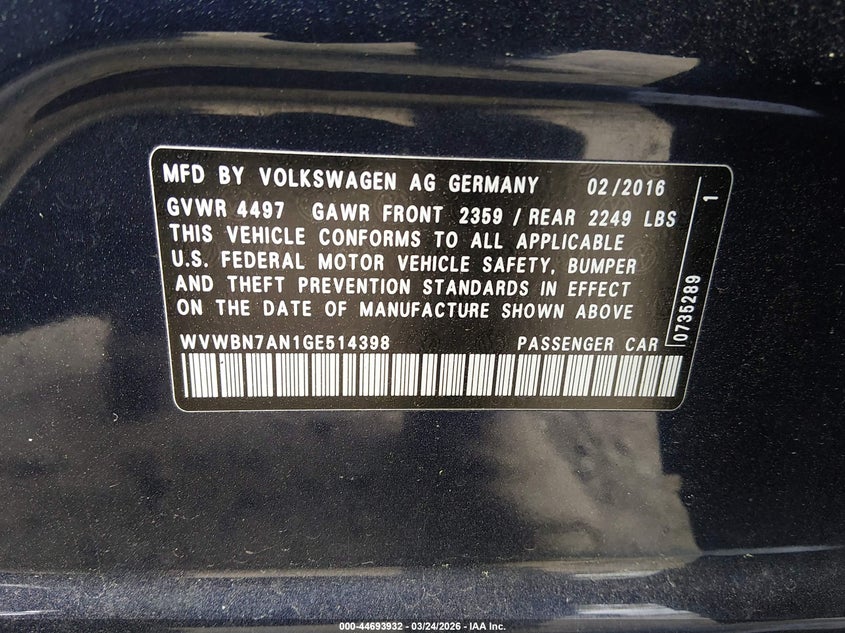 MFD BY VOLKSWAGEN AG GERMANY 02/2016
GVWR 4497 GAWR FRONT 2359 / REAR 2249 LBS
THIS VEHICLE CONFORMS TO ALL APPLICABLE
U.S. FEDERAL MOTOR VEHICLE SAFETY, BUMPER
AND THEFT PREVENTION STANDARDS IN EFFECT
ON THE DATE OF MANUFACTURE SHOWN ABOVE
WVWBN7AN1GE514398 PASSENGER CAR
0735289 1
000-44693932 - 03/24/2026 - IAA Inc.